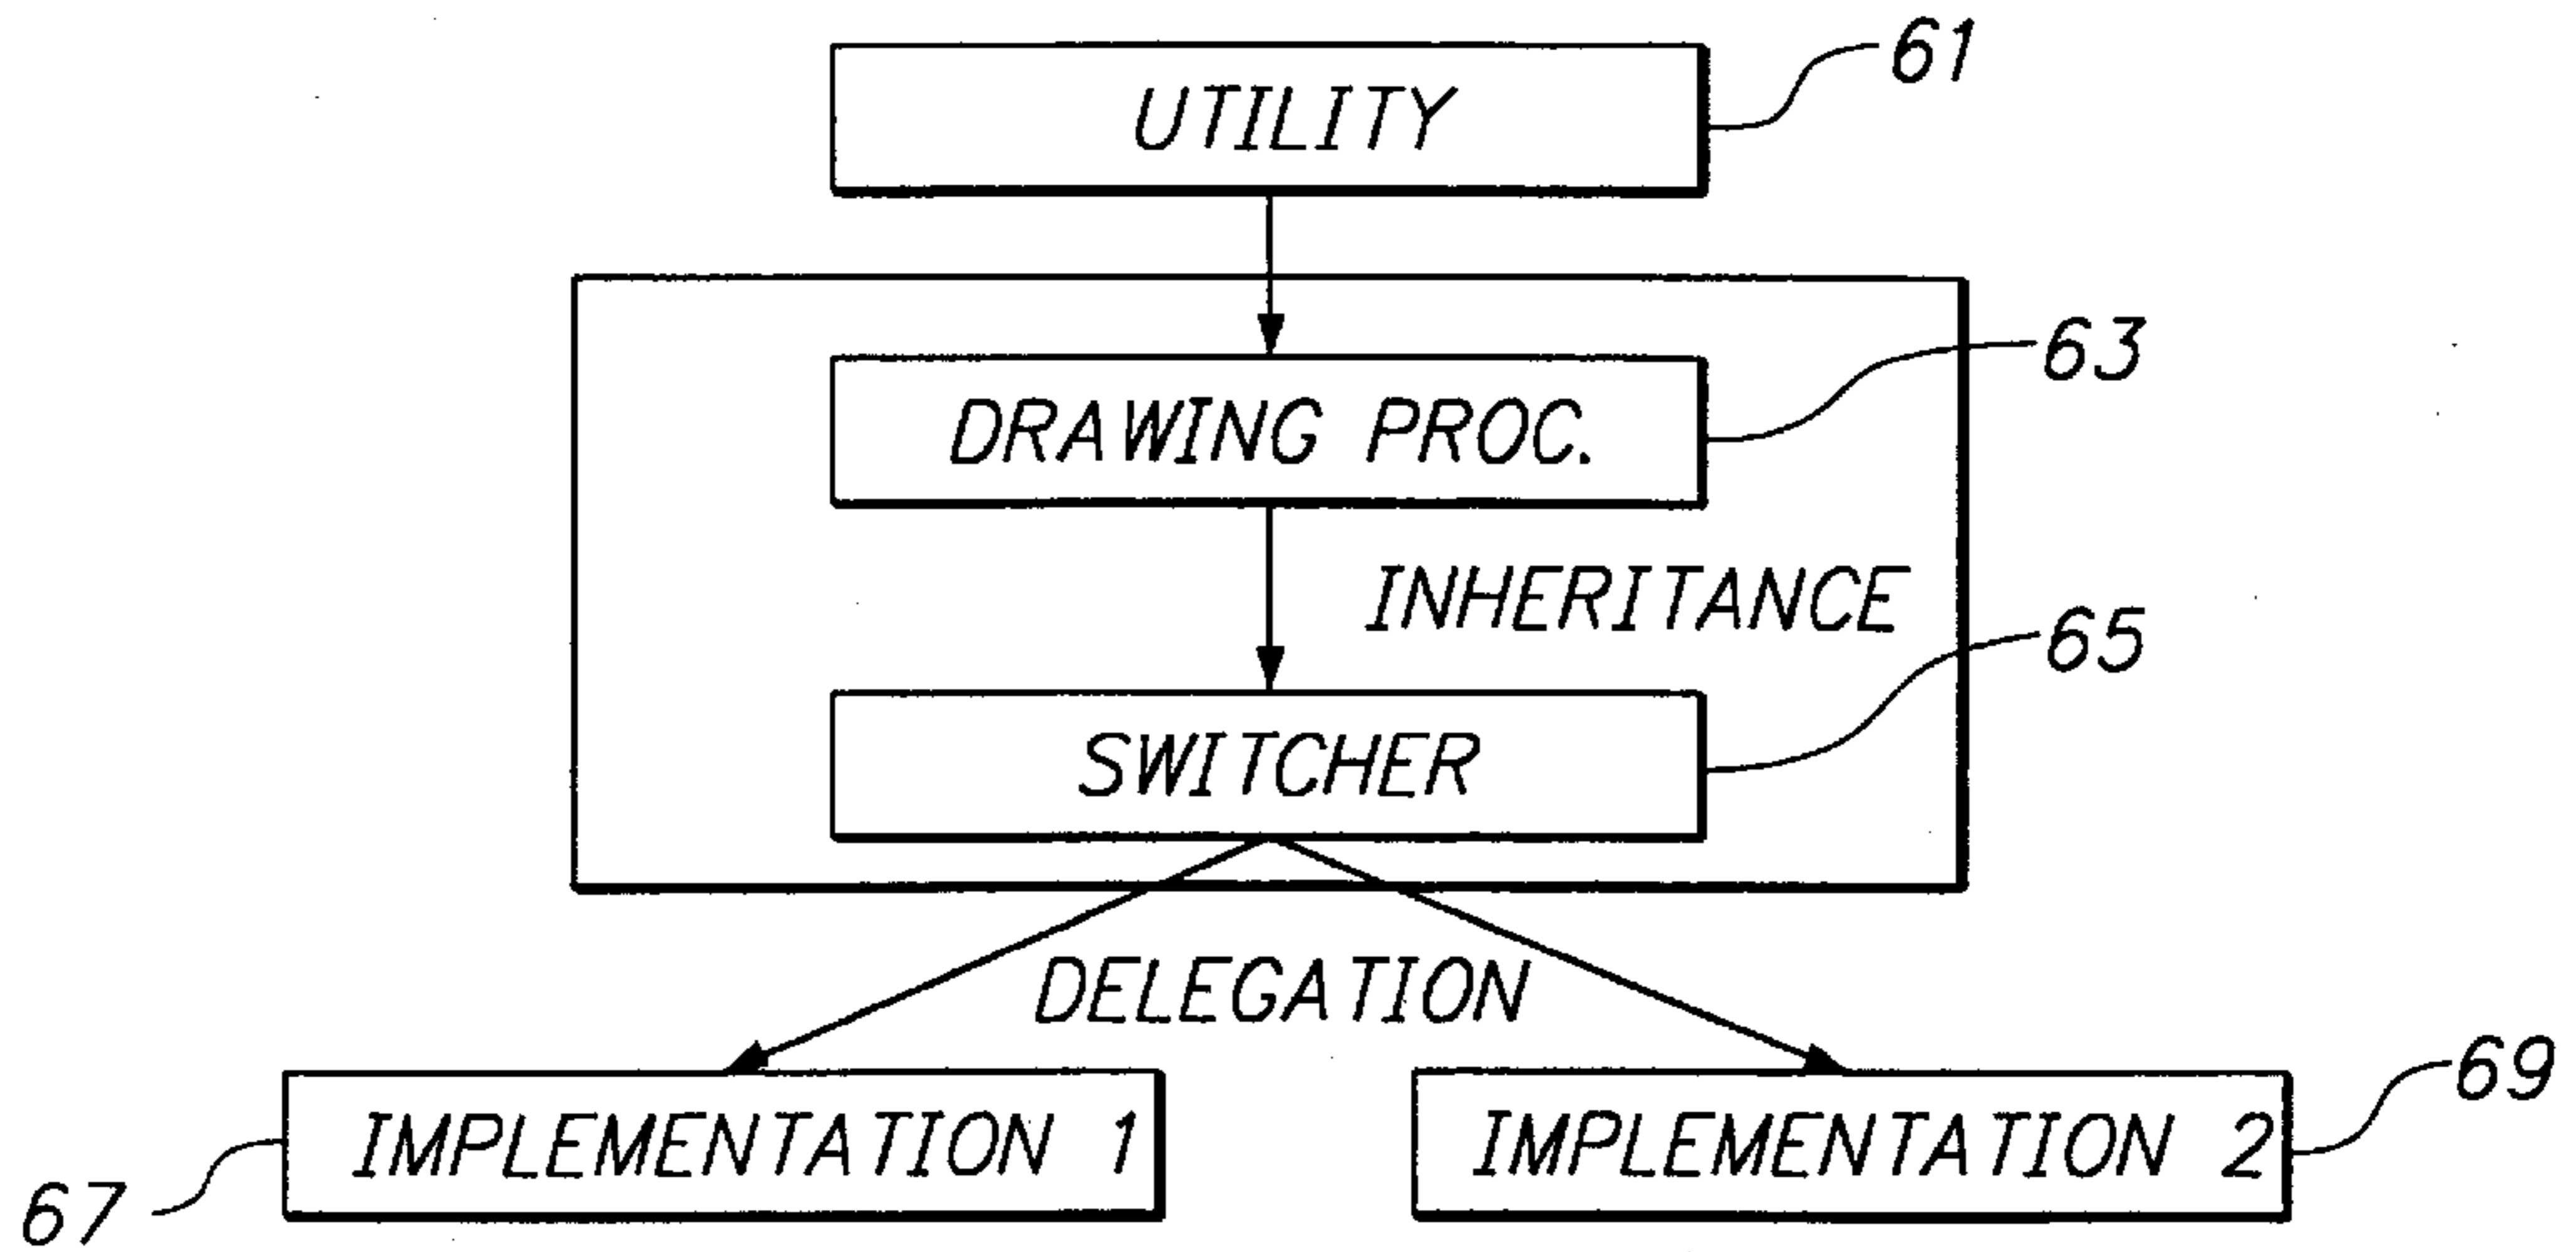 UTILITY
61
DRAWING PROC.
63
INHERITANCE
SWITCHER
65
DELEGATION
IMPLEMENTATION 1
67
IMPLEMENTATION 2
69